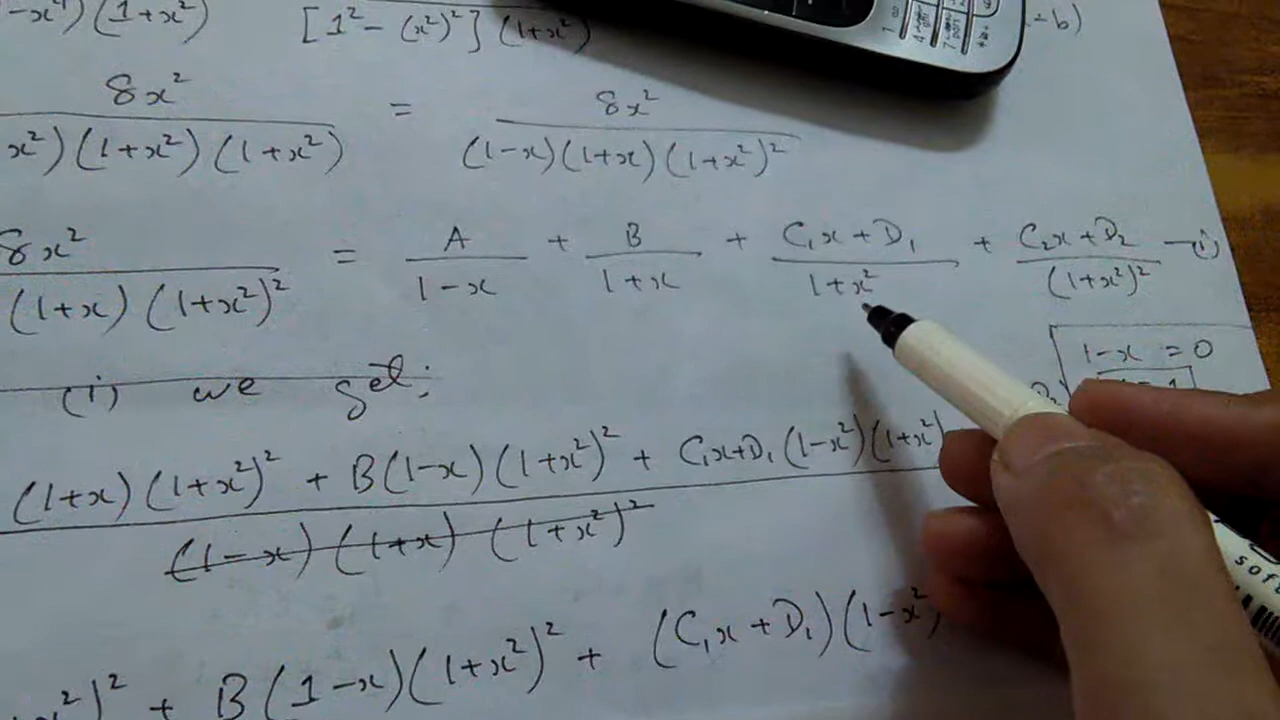 -x⁴)(1+x²) [1²-(x²)²](1+x²) -b)
8x² = 8x²
x²)(1+x²)(1+x²) (1-x)(1+x)(1+x²)²
8x² = A + B + C₁x+D₁ + C₂x+D₂ —(i)
(1+x)(1+x²)² 1-x 1+x 1+x² (1+x²)²
1-x = 0
(i) we get:
(1+x)(1+x²)² + B(1-x)(1+x²)² + C₁x+D₁(1-x²)(1+x²)
(1-x)(1+x)(1+x²)²
x²)² + B(1-x)(1+x²)² + (C₁x+D₁)(1-x²)
soft